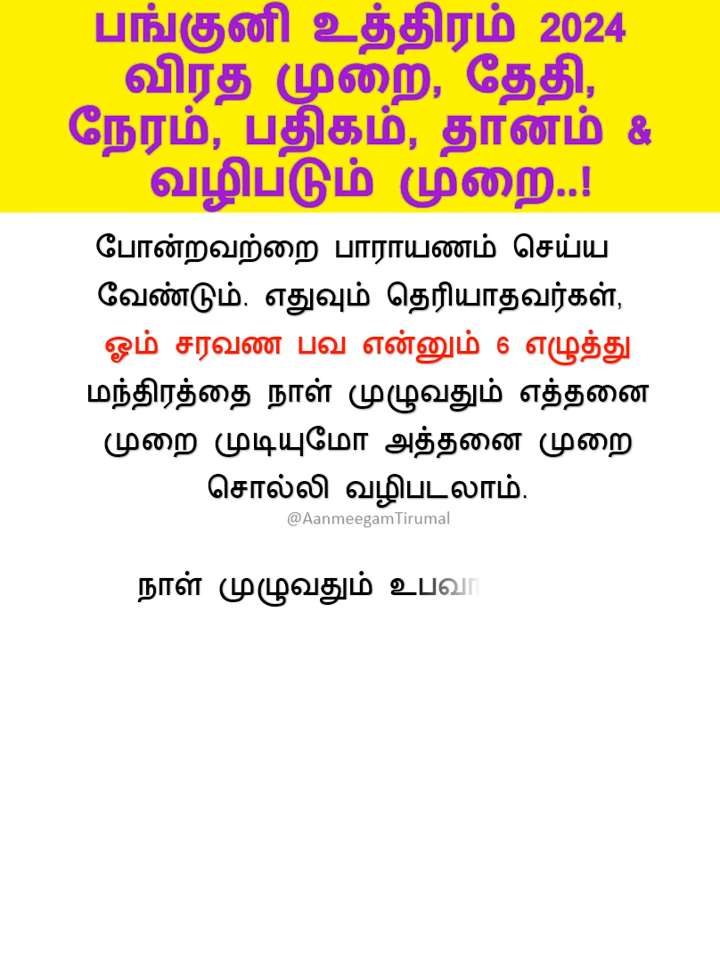 பங்குனி உத்திரம் 2024
விரத முறை, தேதி,
நேரம், பதிகம், தானம் &
வழிபடும் முறை..!
போன்றவற்றை பாராயணம் செய்ய
வேண்டும். எதுவும் தெரியாதவர்கள்,
ஓம் சரவண பவ என்னும் 6 எழுத்து
மந்திரத்தை நாள் முழுவதும் எத்தனை
முறை முடியுமோ அத்தனை முறை
சொல்லி வழிபடலாம்.
@AanmeegamTirumal
நாள் முழுவதும்